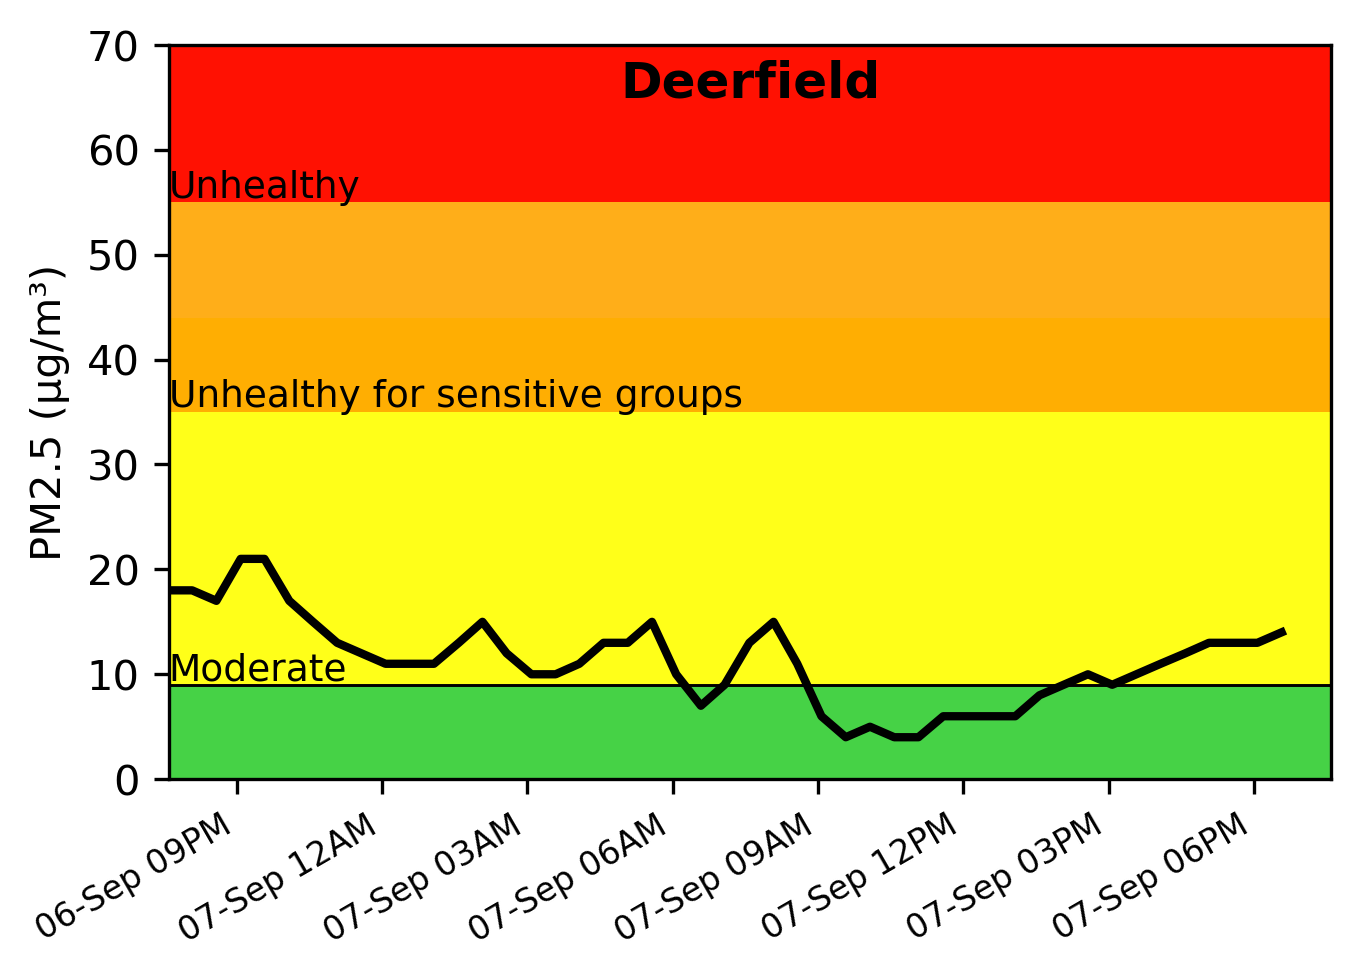 Deerfield
PM2.5 (µg/m³)
70
60
50
40
30
20
10
0
Unhealthy
Unhealthy for sensitive groups
Moderate
06-Sep 09PM
07-Sep 12AM
07-Sep 03AM
07-Sep 06AM
07-Sep 09AM
07-Sep 12PM
07-Sep 03PM
07-Sep 06PM